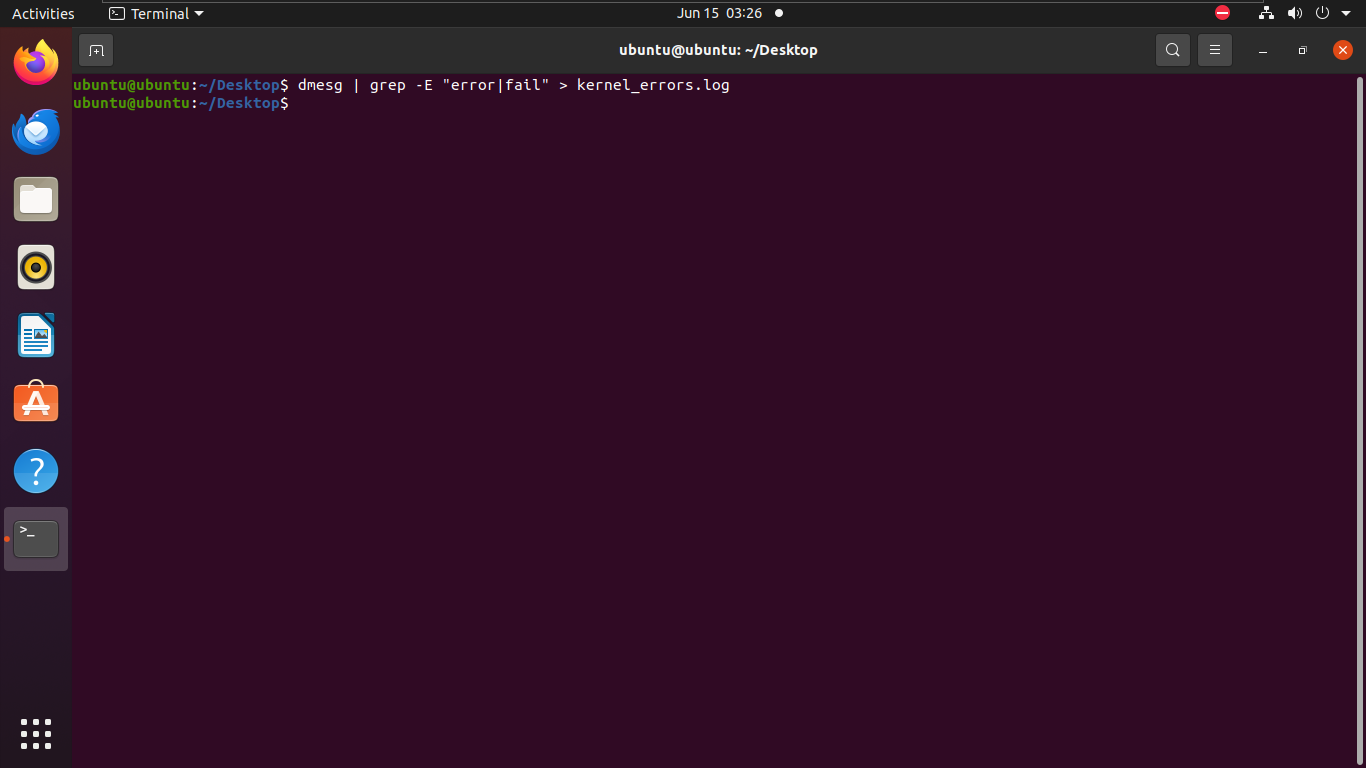 Activities
Terminal
Jun 15 03:26
ubuntu@ubuntu: ~/Desktop
ubuntu@ubuntu:~/Desktop$ dmesg | grep -E "error|fail" > kernel_errors.log
ubuntu@ubuntu:~/Desktop$